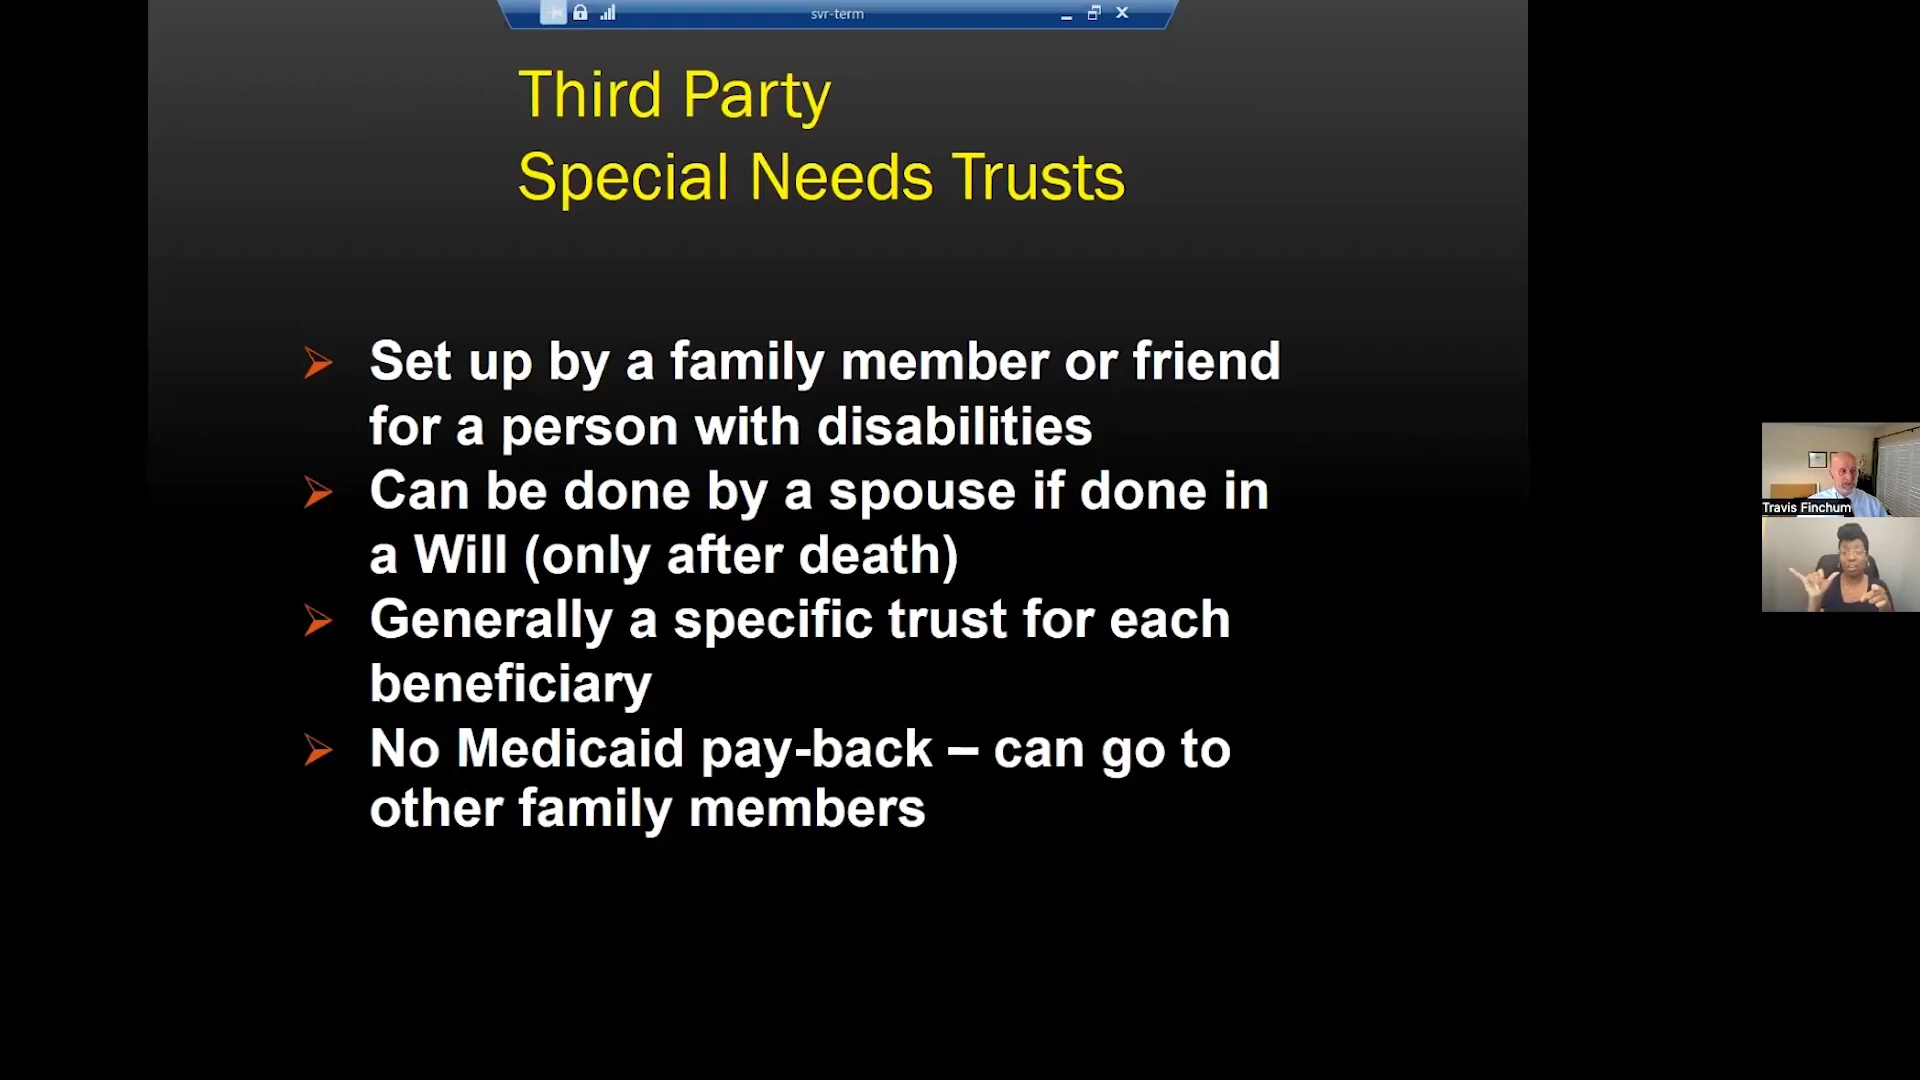 svr-term
Third Party
Special Needs Trusts
Set up by a family member or friend
for a person with disabilities
Can be done by a spouse if done in
a Will (only after death)
Generally a specific trust for each
beneficiary
No Medicaid pay-back – can go to
other family members
Travis Finchum